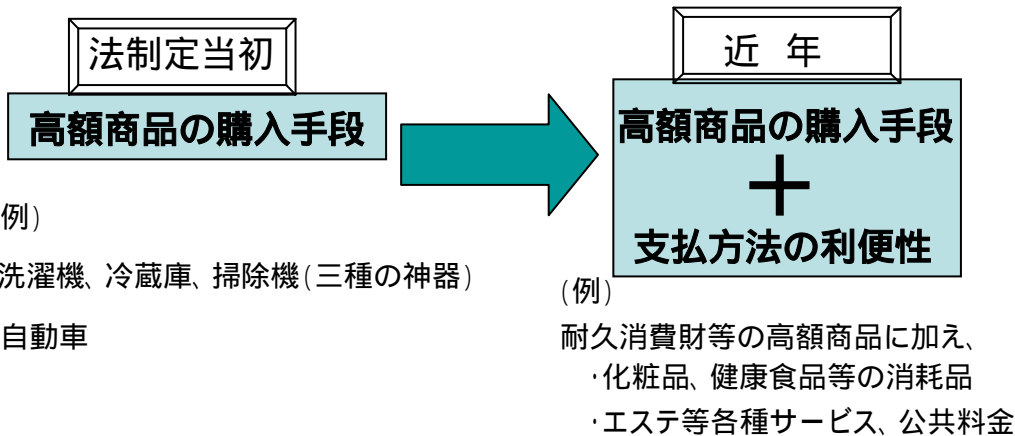 法制定当初
高額商品の購入手段
例)
洗濯機、冷蔵庫、掃除機(三種の神器)
自動車
近 年
高額商品の購入手段
＋
支払方法の利便性
(例)
耐久消費財等の高額商品に加え、
・化粧品、健康食品等の消耗品
・エステ等各種サービス、公共料金